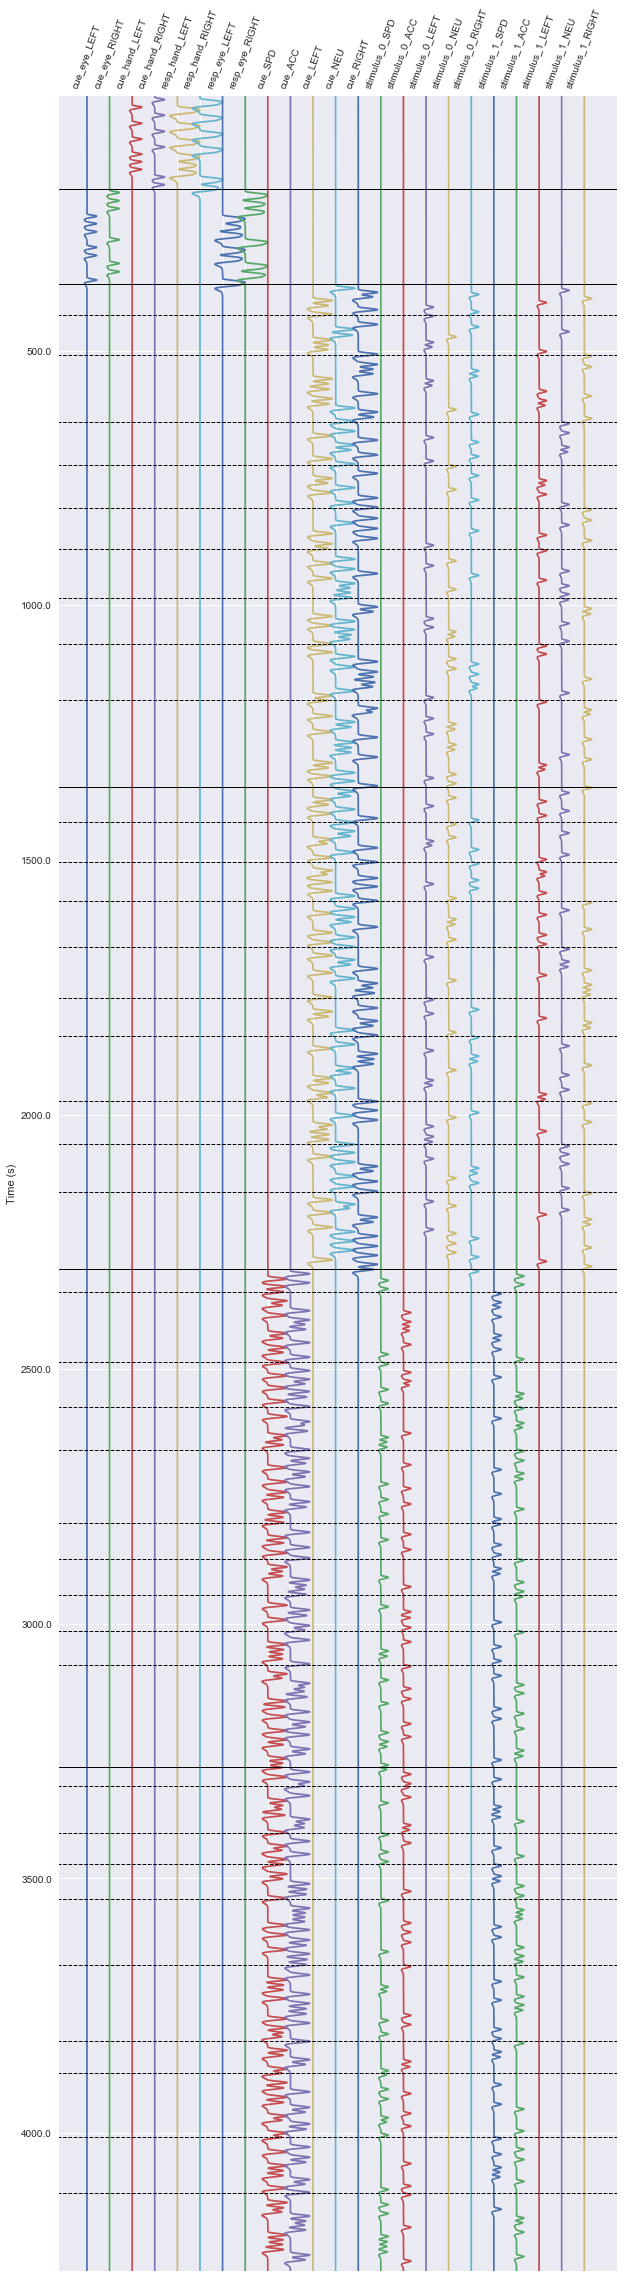 cue_eye_LEFT
cue_eye_RIGHT
cue_hand_LEFT
cue_hand_RIGHT
resp_hand_LEFT
resp_hand_RIGHT
resp_eye_LEFT
resp_eye_RIGHT
cue_SPD
cue_ACC
cue_LEFT
cue_NEU
cue_RIGHT
stimulus_0_SPD
stimulus_0_ACC
stimulus_0_LEFT
stimulus_0_NEU
stimulus_0_RIGHT
stimulus_1_SPD
stimulus_1_ACC
stimulus_1_LEFT
stimulus_1_NEU
stimulus_1_RIGHT
500.0
1000.0
1500.0
2000.0
Time (s)
2500.0
3000.0
3500.0
4000.0